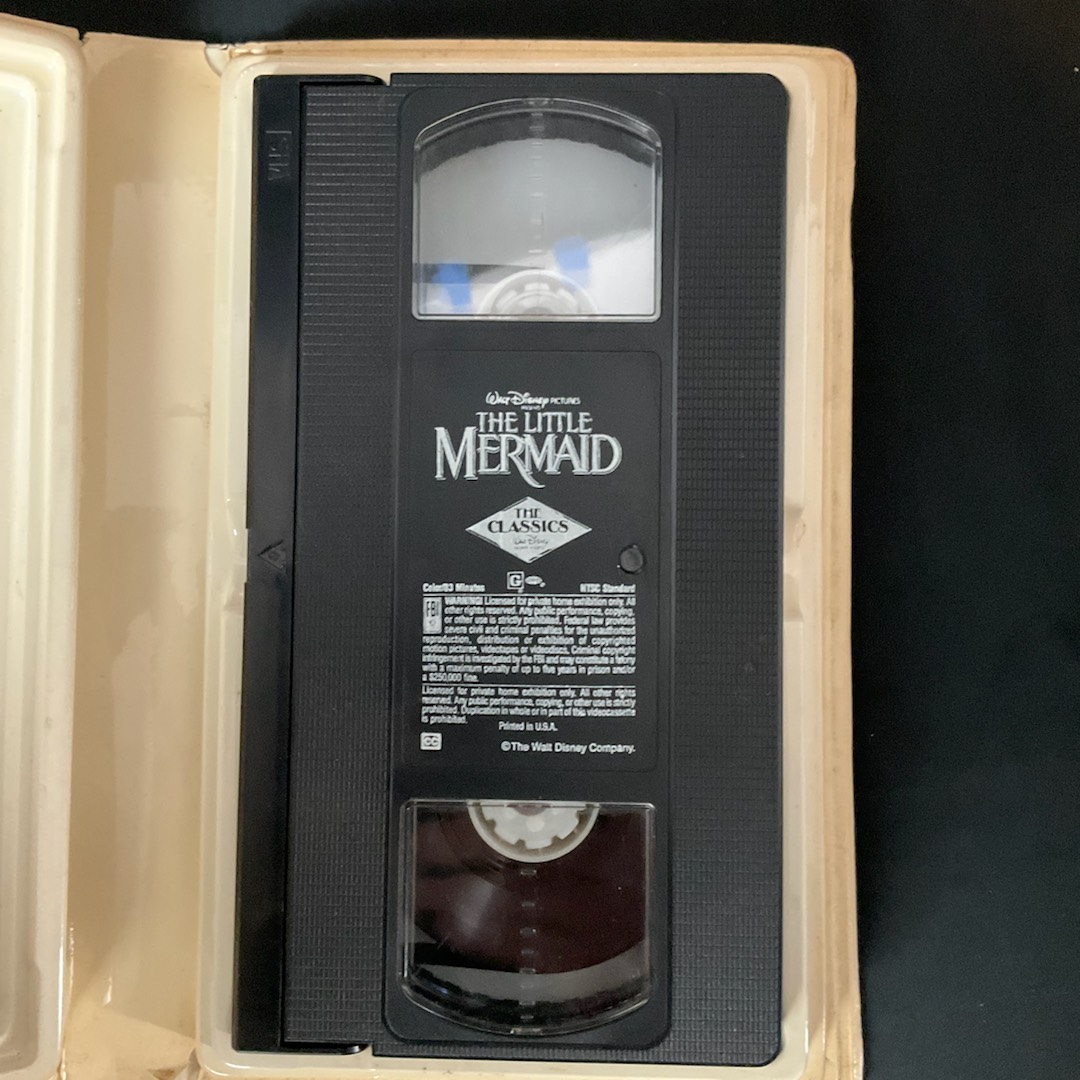 VHS
WALT DISNEY PICTURES
PRESENTS
THE LITTLE
MERMAID
THE
CLASSICS
Walt Disney
Color/83 Minutes
G
NTSC Standard
FBI
WARNING: Licensed for private home exhibition only. All
other rights reserved. Any public performance, copying,
or other use is strictly prohibited. Federal law provides
severe civil and criminal penalties for the unauthorized
reproduction, distribution or exhibition of copyrighted
motion pictures, videotapes or videodiscs. Criminal copyright
infringement is investigated by the FBI and may constitute a felony
with a maximum penalty of up to five years in prison and/or
a $250,000 fine.
Licensed for private home exhibition only. All other rights
reserved. Any public performance, copying, or other use is strictly
prohibited. Duplication in whole or in part of this videocassette
is prohibited.
Printed in U.S.A.
CC
©The Walt Disney Company.